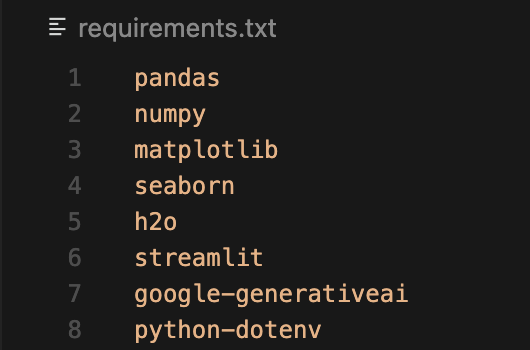 requirements.txt
1 pandas
2 numpy
3 matplotlib
4 seaborn
5 h2o
6 streamlit
7 google-generativeai
8 python-dotenv